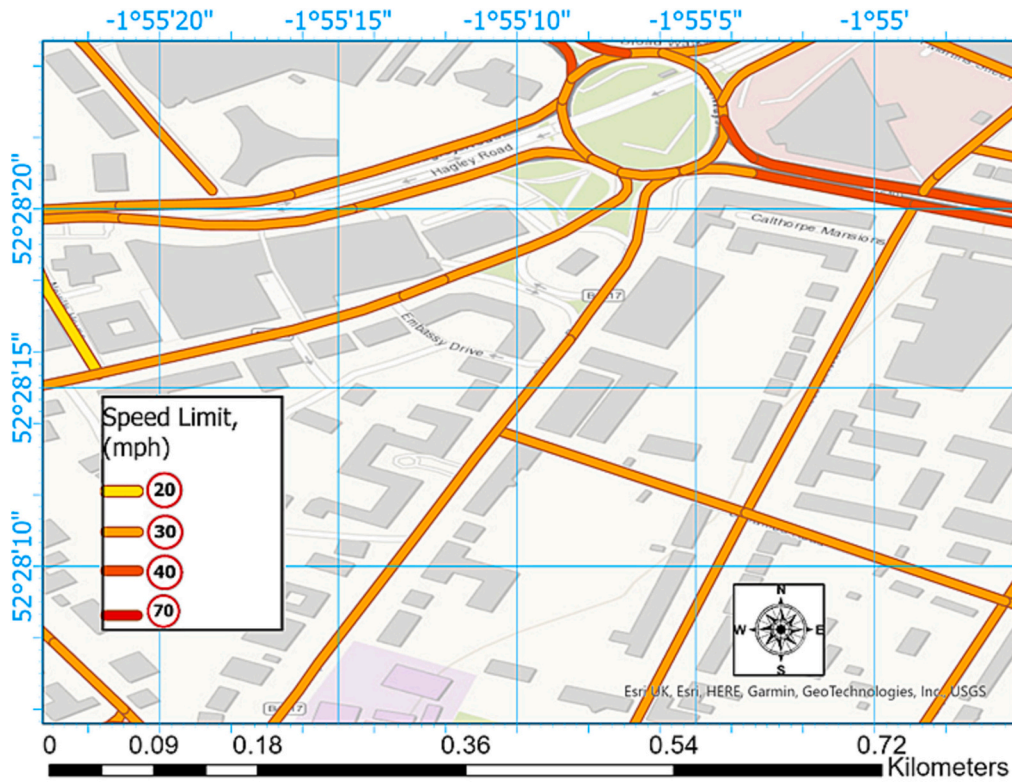 -1°55'20" -1°55'15" -1°55'10" -1°55'5" -1°55'
Hagley Road
52°28'20"
Calthorpe Mansions
Embassy Drive
52°28'15"
Speed Limit,
(mph)
20
30
40
70
52°28'10"
N
W E
S
Esri UK, Esri, HERE, Garmin, GeoTechnologies, Inc, USGS
0 0.09 0.18 0.36 0.54 0.72
Kilometers